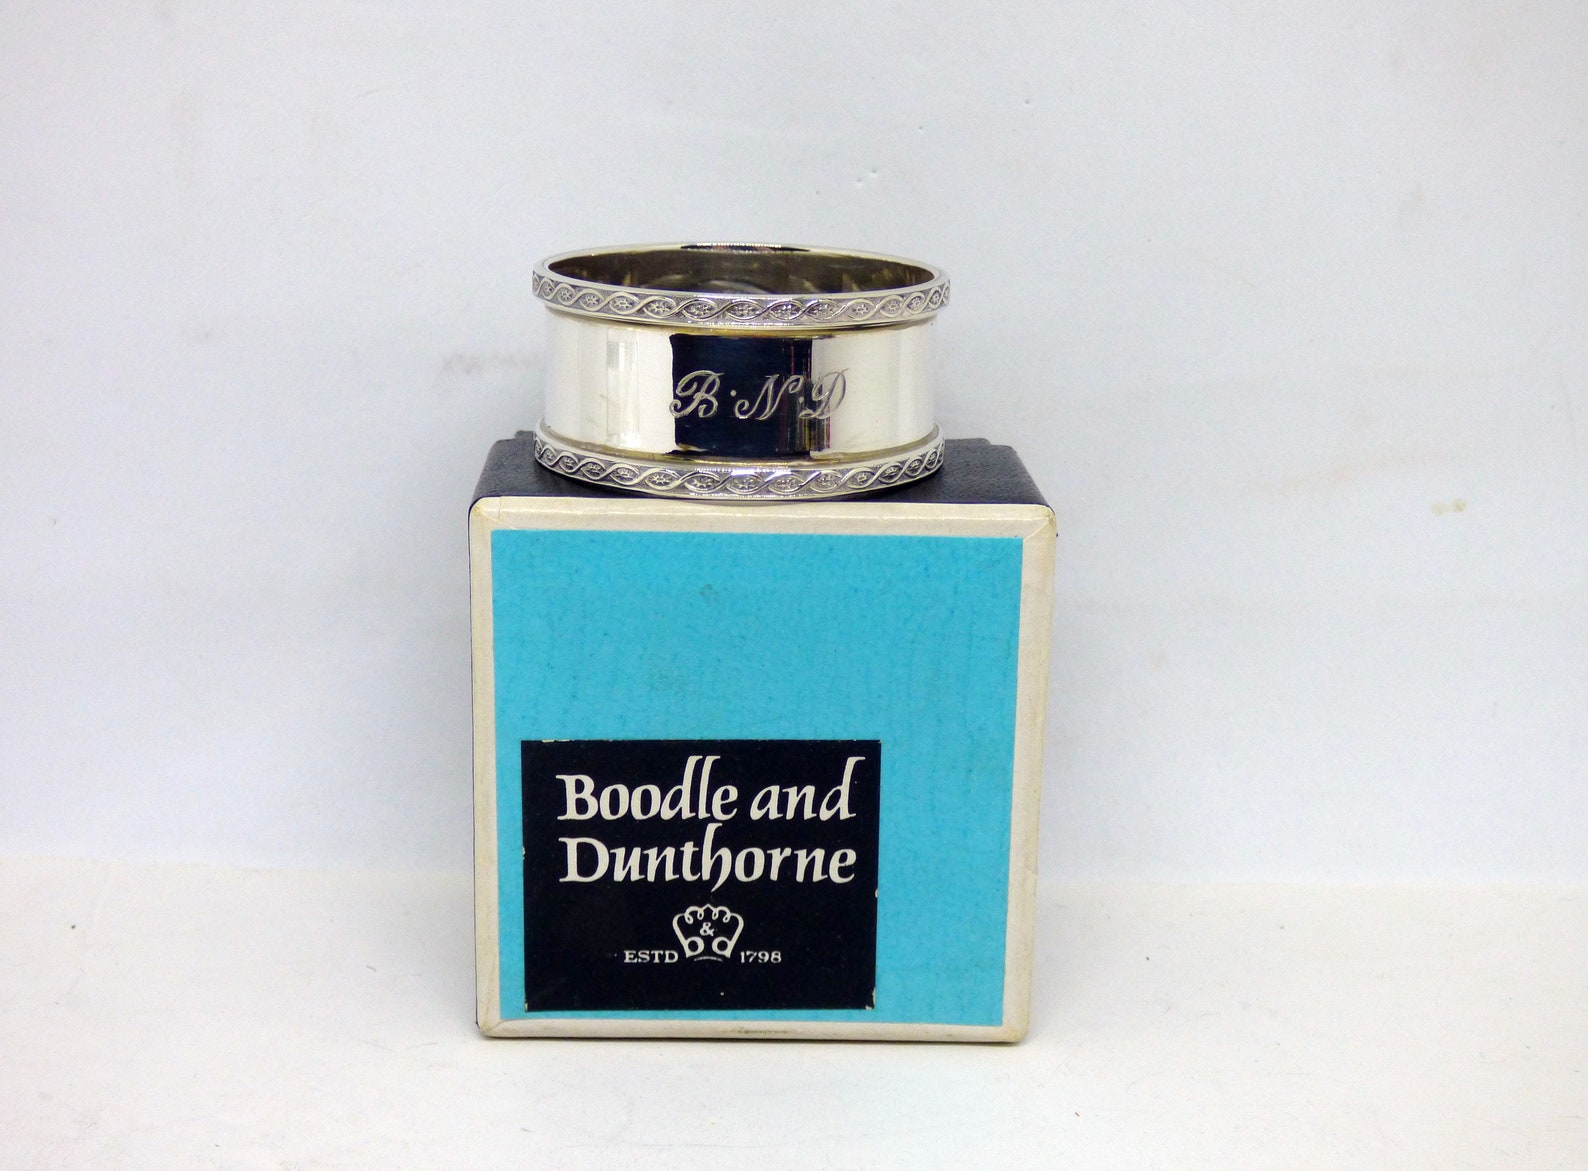 B·N·D
Boodle and
Dunthorne
&
ESTD b d 1798